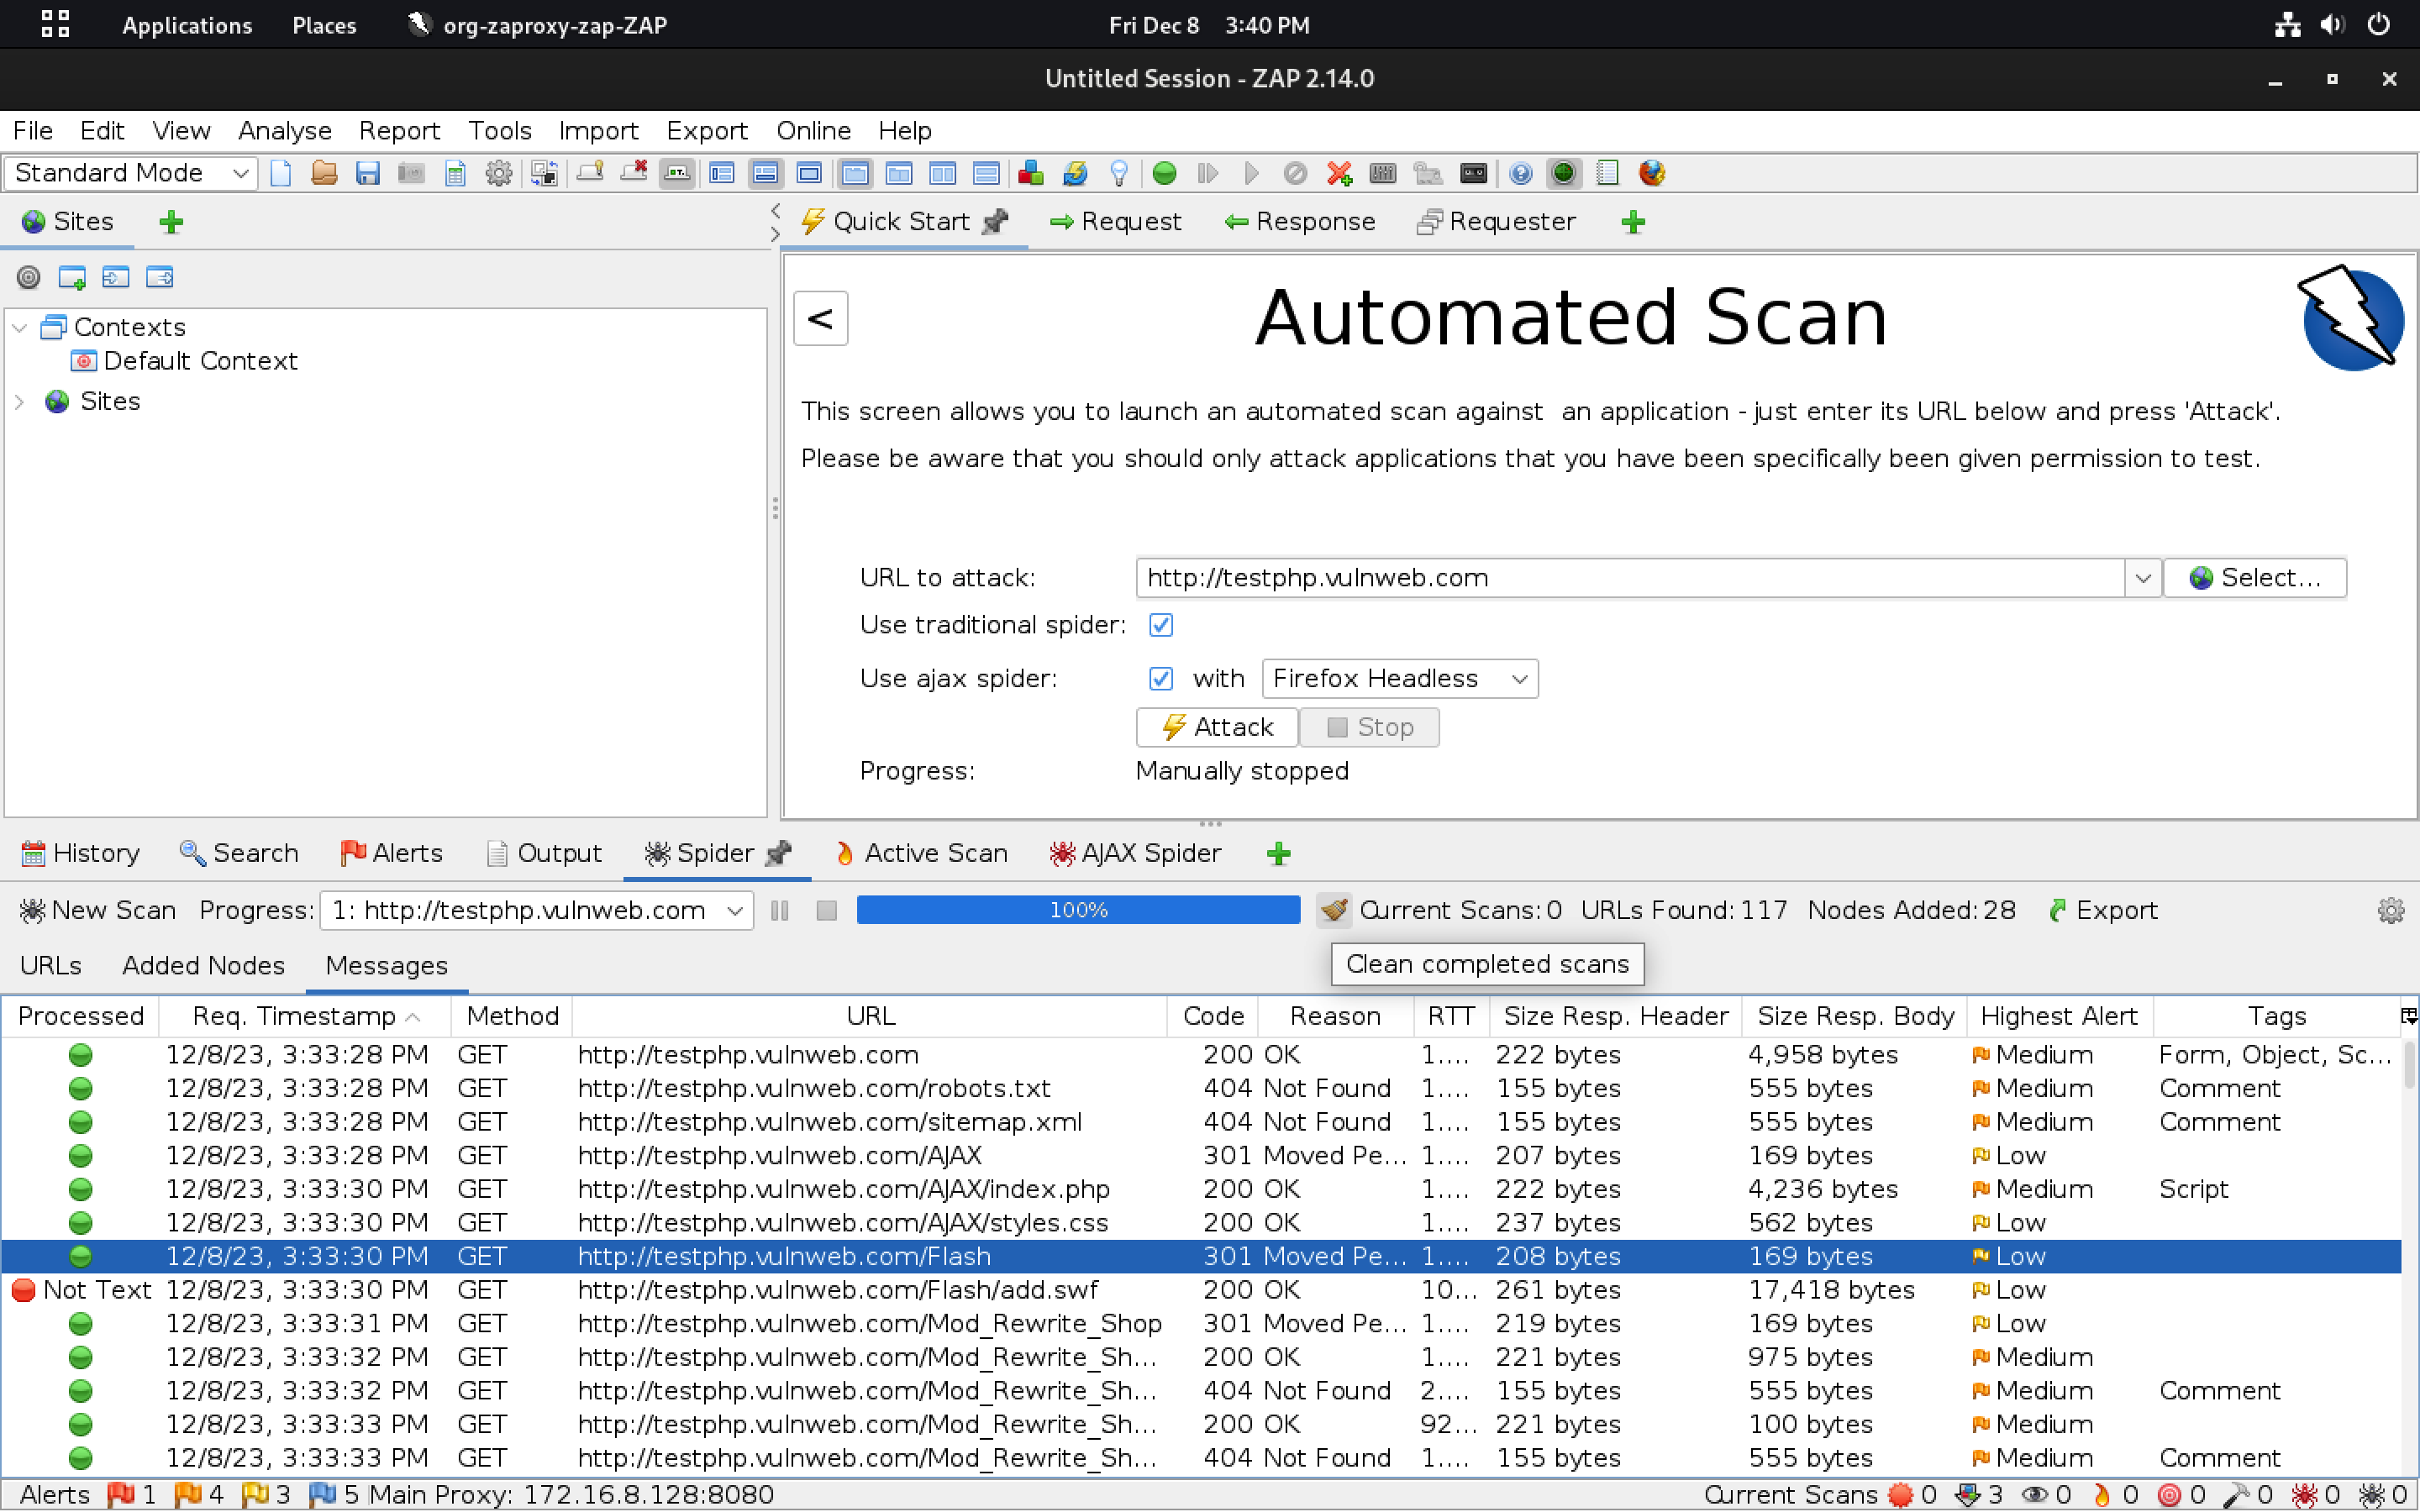 Applications Places org-zaproxy-zap-ZAP Fri Dec 8 3:40 PM
Untitled Session - ZAP 2.14.0
File Edit View Analyse Report Tools Import Export Online Help
Standard Mode
Sites Quick Start Request Response Requester
<
Automated Scan
Contexts
Default Context
Sites
This screen allows you to launch an automated scan against an application - just enter its URL below and press 'Attack'.
Please be aware that you should only attack applications that you have been specifically been given permission to test.
URL to attack: http://testphp.vulnweb.com Select...
Use traditional spider:
Use ajax spider: with Firefox Headless
Attack Stop
Progress: Manually stopped
History Search Alerts Output Spider Active Scan AJAX Spider
New Scan Progress: 1: http://testphp.vulnweb.com 100% Current Scans: 0 URLs Found: 117 Nodes Added: 28 Export
URLs Added Nodes Messages Clean completed scans
Processed Req. Timestamp Method URL Code Reason RTT Size Resp. Header Size Resp. Body Highest Alert Tags
12/8/23, 3:33:28 PM GET http://testphp.vulnweb.com 200 OK 1.... 222 bytes 4,958 bytes Medium Form, Object, Sc...
12/8/23, 3:33:28 PM GET http://testphp.vulnweb.com/robots.txt 404 Not Found 1.... 155 bytes 555 bytes Medium Comment
12/8/23, 3:33:28 PM GET http://testphp.vulnweb.com/sitemap.xml 404 Not Found 1.... 155 bytes 555 bytes Medium Comment
12/8/23, 3:33:28 PM GET http://testphp.vulnweb.com/AJAX 301 Moved Pe... 1.... 207 bytes 169 bytes Low
12/8/23, 3:33:30 PM GET http://testphp.vulnweb.com/AJAX/index.php 200 OK 1.... 222 bytes 4,236 bytes Medium Script
12/8/23, 3:33:30 PM GET http://testphp.vulnweb.com/AJAX/styles.css 200 OK 1.... 237 bytes 562 bytes Low
12/8/23, 3:33:30 PM GET http://testphp.vulnweb.com/Flash 301 Moved Pe... 1.... 208 bytes 169 bytes Low
Not Text 12/8/23, 3:33:30 PM GET http://testphp.vulnweb.com/Flash/add.swf 200 OK 10... 261 bytes 17,418 bytes Low
12/8/23, 3:33:31 PM GET http://testphp.vulnweb.com/Mod_Rewrite_Shop 301 Moved Pe... 1.... 219 bytes 169 bytes Low
12/8/23, 3:33:32 PM GET http://testphp.vulnweb.com/Mod_Rewrite_Sh... 200 OK 1.... 221 bytes 975 bytes Medium
12/8/23, 3:33:32 PM GET http://testphp.vulnweb.com/Mod_Rewrite_Sh... 404 Not Found 2.... 155 bytes 555 bytes Medium Comment
12/8/23, 3:33:33 PM GET http://testphp.vulnweb.com/Mod_Rewrite_Sh... 200 OK 92... 221 bytes 100 bytes Medium
12/8/23, 3:33:33 PM GET http://testphp.vulnweb.com/Mod_Rewrite_Sh... 404 Not Found 1.... 155 bytes 555 bytes Medium Comment
Alerts 1 4 3 5 Main Proxy: 172.16.8.128:8080 Current Scans 0 3 0 0 0 0 0 0